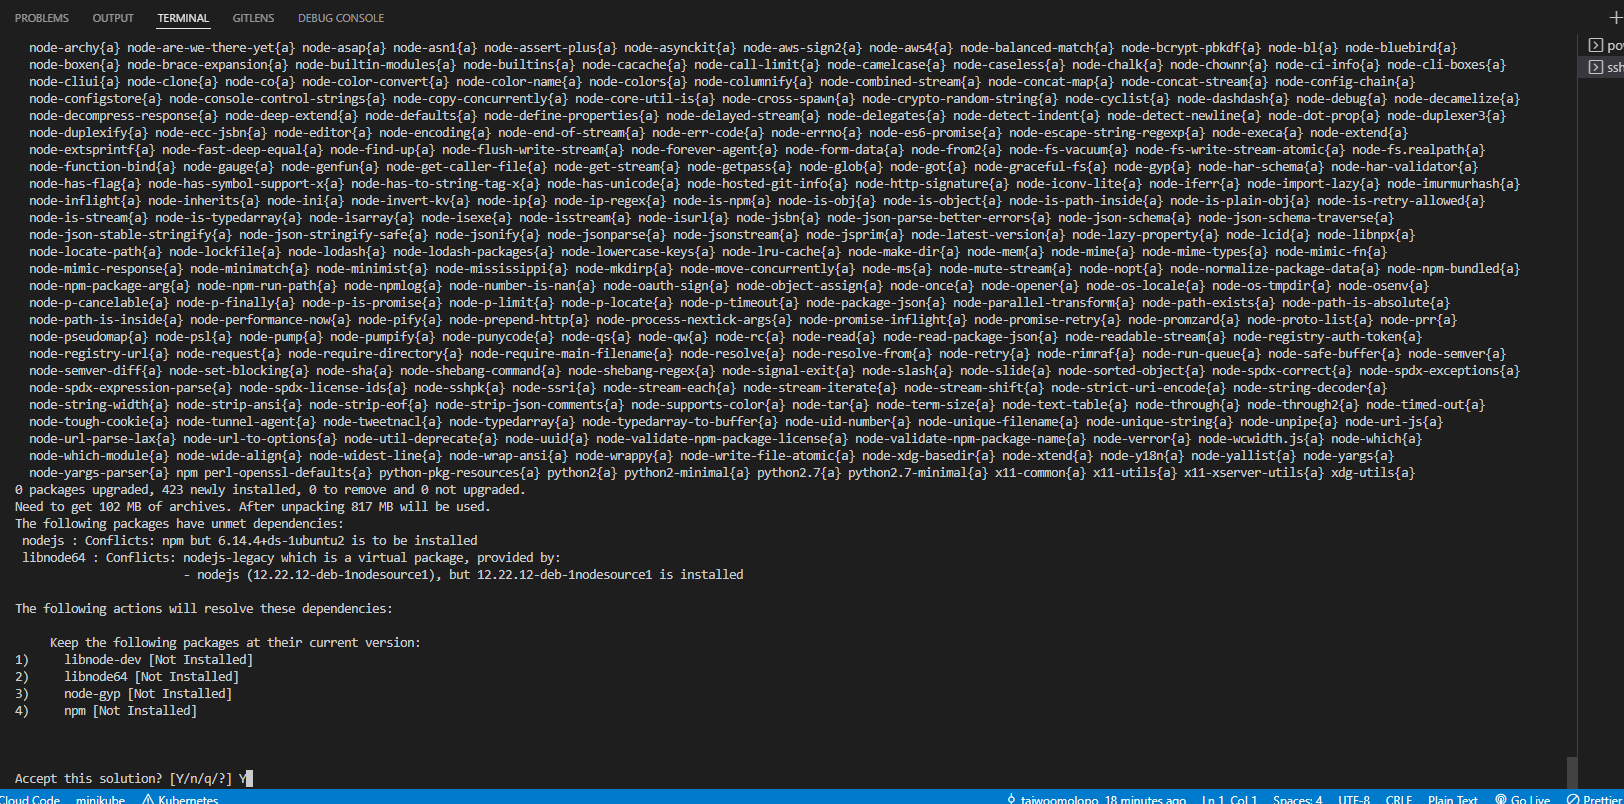 PROBLEMS OUTPUT TERMINAL GITLENS DEBUG CONSOLE
node-archy{a} node-are-we-there-yet{a} node-asap{a} node-asn1{a} node-assert-plus{a} node-asynckit{a} node-aws-sign2{a} node-aws4{a} node-balanced-match{a} node-bcrypt-pbkdf{a} node-bl{a} node-bluebird{a}
node-boxen{a} node-brace-expansion{a} node-builtin-modules{a} node-builtins{a} node-cacache{a} node-call-limit{a} node-camelcase{a} node-caseless{a} node-chalk{a} node-chownr{a} node-ci-info{a} node-cli-boxes{a}
node-cliui{a} node-clone{a} node-co{a} node-color-convert{a} node-color-name{a} node-colors{a} node-columnify{a} node-combined-stream{a} node-concat-map{a} node-concat-stream{a} node-config-chain{a}
node-configstore{a} node-console-control-strings{a} node-copy-concurrently{a} node-core-util-is{a} node-cross-spawn{a} node-crypto-random-string{a} node-cyclist{a} node-dashdash{a} node-debug{a} node-decamelize{a}
node-decompress-response{a} node-deep-extend{a} node-defaults{a} node-define-properties{a} node-delayed-stream{a} node-delegates{a} node-detect-indent{a} node-detect-newline{a} node-dot-prop{a} node-duplexer3{a}
node-duplexify{a} node-ecc-jsbn{a} node-editor{a} node-encoding{a} node-end-of-stream{a} node-err-code{a} node-errno{a} node-es6-promise{a} node-escape-string-regexp{a} node-execa{a} node-extend{a}
node-extsprintf{a} node-fast-deep-equal{a} node-find-up{a} node-flush-write-stream{a} node-forever-agent{a} node-form-data{a} node-from2{a} node-fs-vacuum{a} node-fs-write-stream-atomic{a} node-fs.realpath{a}
node-function-bind{a} node-gauge{a} node-genfun{a} node-get-caller-file{a} node-get-stream{a} node-getpass{a} node-glob{a} node-got{a} node-graceful-fs{a} node-gyp{a} node-har-schema{a} node-har-validator{a}
node-has-flag{a} node-has-symbol-support-x{a} node-has-to-string-tag-x{a} node-has-unicode{a} node-hosted-git-info{a} node-http-signature{a} node-iconv-lite{a} node-iferr{a} node-import-lazy{a} node-imurmurhash{a}
node-inflight{a} node-inherits{a} node-ini{a} node-invert-kv{a} node-ip{a} node-ip-regex{a} node-is-npm{a} node-is-obj{a} node-is-object{a} node-is-path-inside{a} node-is-plain-obj{a} node-is-retry-allowed{a}
node-is-stream{a} node-is-typedarray{a} node-isarray{a} node-isexe{a} node-isstream{a} node-isurl{a} node-jsbn{a} node-json-parse-better-errors{a} node-json-schema{a} node-json-schema-traverse{a}
node-json-stable-stringify{a} node-json-stringify-safe{a} node-jsonify{a} node-jsonparse{a} node-jsonstream{a} node-jsprim{a} node-latest-version{a} node-lazy-property{a} node-lcid{a} node-libnpx{a}
node-locate-path{a} node-lockfile{a} node-lodash{a} node-lodash-packages{a} node-lowercase-keys{a} node-lru-cache{a} node-make-dir{a} node-mem{a} node-mime{a} node-mime-types{a} node-mimic-fn{a}
node-mimic-response{a} node-minimatch{a} node-minimist{a} node-mississippi{a} node-mkdirp{a} node-move-concurrently{a} node-ms{a} node-mute-stream{a} node-nopt{a} node-normalize-package-data{a} node-npm-bundled{a}
node-npm-package-arg{a} node-npm-run-path{a} node-npmlog{a} node-number-is-nan{a} node-oauth-sign{a} node-object-assign{a} node-once{a} node-opener{a} node-os-locale{a} node-os-tmpdir{a} node-osenv{a}
node-p-cancelable{a} node-p-finally{a} node-p-is-promise{a} node-p-limit{a} node-p-locate{a} node-p-timeout{a} node-package-json{a} node-parallel-transform{a} node-path-exists{a} node-path-is-absolute{a}
node-path-is-inside{a} node-performance-now{a} node-pify{a} node-prepend-http{a} node-process-nextick-args{a} node-promise-inflight{a} node-promise-retry{a} node-promzard{a} node-proto-list{a} node-prr{a}
node-pseudomap{a} node-psl{a} node-pump{a} node-pumpify{a} node-punycode{a} node-qs{a} node-qw{a} node-rc{a} node-read{a} node-read-package-json{a} node-readable-stream{a} node-registry-auth-token{a}
node-registry-url{a} node-request{a} node-require-directory{a} node-require-main-filename{a} node-resolve{a} node-resolve-from{a} node-retry{a} node-rimraf{a} node-run-queue{a} node-safe-buffer{a} node-semver{a}
node-semver-diff{a} node-set-blocking{a} node-sha{a} node-shebang-command{a} node-shebang-regex{a} node-signal-exit{a} node-slash{a} node-slide{a} node-sorted-object{a} node-spdx-correct{a} node-spdx-exceptions{a}
node-spdx-expression-parse{a} node-spdx-license-ids{a} node-sshpk{a} node-ssri{a} node-stream-each{a} node-stream-iterate{a} node-stream-shift{a} node-strict-uri-encode{a} node-string-decoder{a}
node-string-width{a} node-strip-ansi{a} node-strip-eof{a} node-strip-json-comments{a} node-supports-color{a} node-tar{a} node-term-size{a} node-text-table{a} node-through{a} node-through2{a} node-timed-out{a}
node-tough-cookie{a} node-tunnel-agent{a} node-tweetnacl{a} node-typedarray{a} node-typedarray-to-buffer{a} node-uid-number{a} node-unique-filename{a} node-unique-string{a} node-unpipe{a} node-uri-js{a}
node-url-parse-lax{a} node-url-to-options{a} node-util-deprecate{a} node-uuid{a} node-validate-npm-package-license{a} node-validate-npm-package-name{a} node-verror{a} node-wcwidth.js{a} node-which{a}
node-which-module{a} node-wide-align{a} node-widest-line{a} node-wrap-ansi{a} node-wrappy{a} node-write-file-atomic{a} node-xdg-basedir{a} node-xtend{a} node-y18n{a} node-yallist{a} node-yargs{a}
node-yargs-parser{a} npm perl-openssl-defaults{a} python-pkg-resources{a} python2{a} python2-minimal{a} python2.7{a} python2.7-minimal{a} x11-common{a} x11-utils{a} x11-xserver-utils{a} xdg-utils{a}
0 packages upgraded, 423 newly installed, 0 to remove and 0 not upgraded.
Need to get 102 MB of archives. After unpacking 817 MB will be used.
The following packages have unmet dependencies:
nodejs : Conflicts: npm but 6.14.4+ds-1ubuntu2 is to be installed
libnode64 : Conflicts: nodejs-legacy which is a virtual package, provided by:
- nodejs (12.22.12-deb-1nodesource1), but 12.22.12-deb-1nodesource1 is installed
The following actions will resolve these dependencies:
Keep the following packages at their current version:
1) libnode-dev [Not Installed]
2) libnode64 [Not Installed]
3) node-gyp [Not Installed]
4) npm [Not Installed]
Accept this solution? [Y/n/q/?] Y
po
ssh
Cloud Code minikube Kubernetes taiwoomolopo, 18 minutes ago Ln 1, Col 1 Spaces: 4 UTF-8 CRLF Plain Text Go Live Prettier